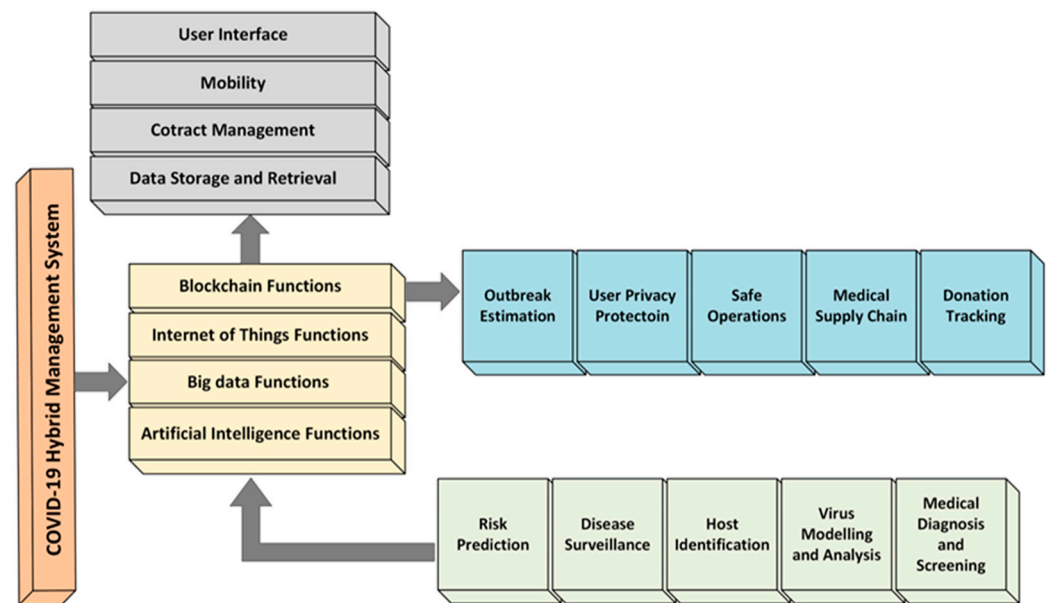 User Interface
Mobility
Cotract Management
Data Storage and Retrieval
COVID-19 Hybrid Management System
Blockchain Functions
Internet of Things Functions
Big data Functions
Artificial Intelligence Functions
Outbreak
Estimation
User Privacy
Protectoin
Safe
Operations
Medical
Supply Chain
Donation
Tracking
Risk
Prediction
Disease
Surveillance
Host
Identification
Virus
Modelling
and Analysis
Medical
Diagnosis
and
Screening